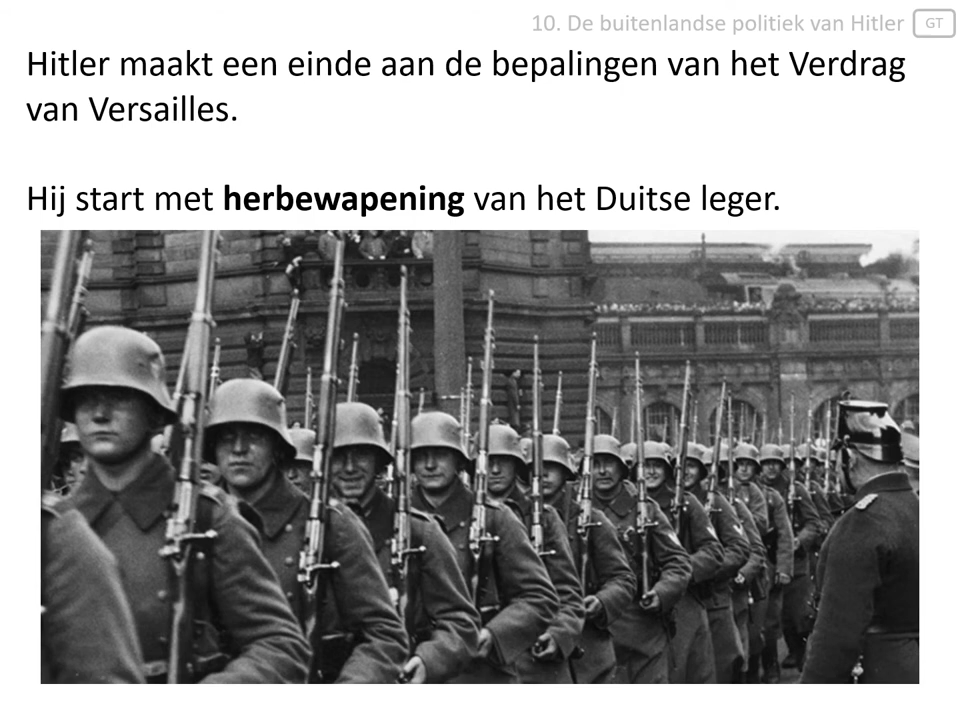 10. De buitenlandse politiek van Hitler GT
Hitler maakt een einde aan de bepalingen van het Verdrag
van Versailles.
Hij start met herbewapening van het Duitse leger.